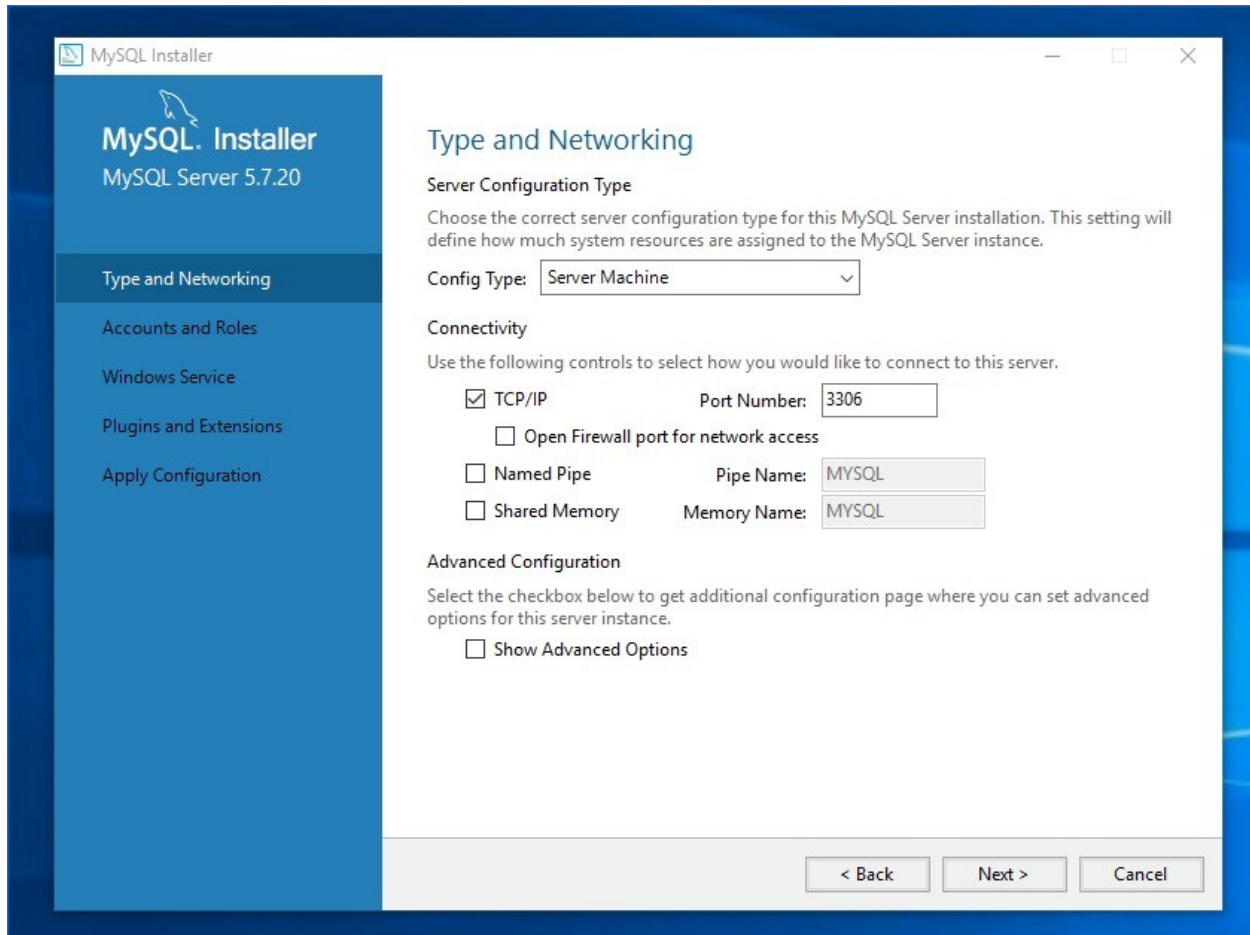 MySQL Installer
MySQL. Installer
MySQL Server 5.7.20
Type and Networking
Accounts and Roles
Windows Service
Plugins and Extensions
Apply Configuration
Type and Networking
Server Configuration Type
Choose the correct server configuration type for this MySQL Server installation. This setting will
define how much system resources are assigned to the MySQL Server instance.
Config Type: Server Machine
Connectivity
Use the following controls to select how you would like to connect to this server.
TCP/IP Port Number: 3306
Open Firewall port for network access
Named Pipe Pipe Name: MYSQL
Shared Memory Memory Name: MYSQL
Advanced Configuration
Select the checkbox below to get additional configuration page where you can set advanced
options for this server instance.
Show Advanced Options
< Back Next > Cancel